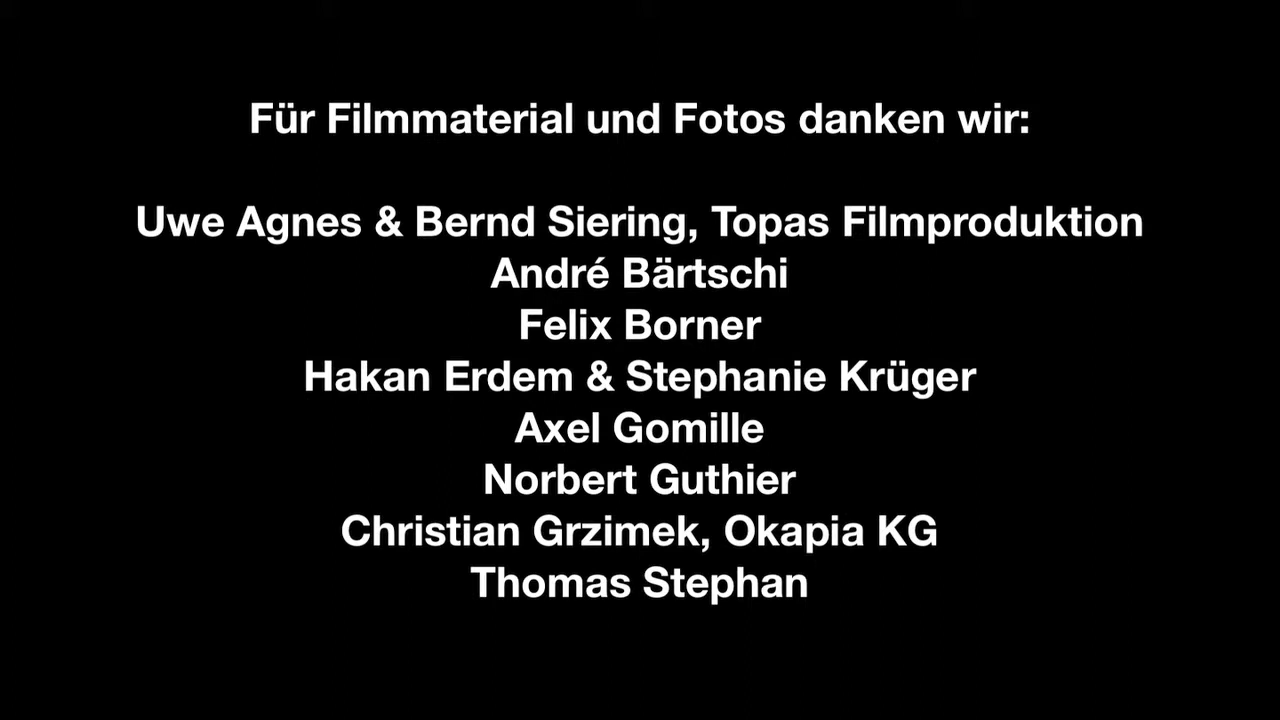 Für Filmmaterial und Fotos danken wir:
Uwe Agnes & Bernd Siering, Topas Filmproduktion
André Bärtschi
Felix Borner
Hakan Erdem & Stephanie Krüger
Axel Gomille
Norbert Guthier
Christian Grzimek, Okapia KG
Thomas Stephan